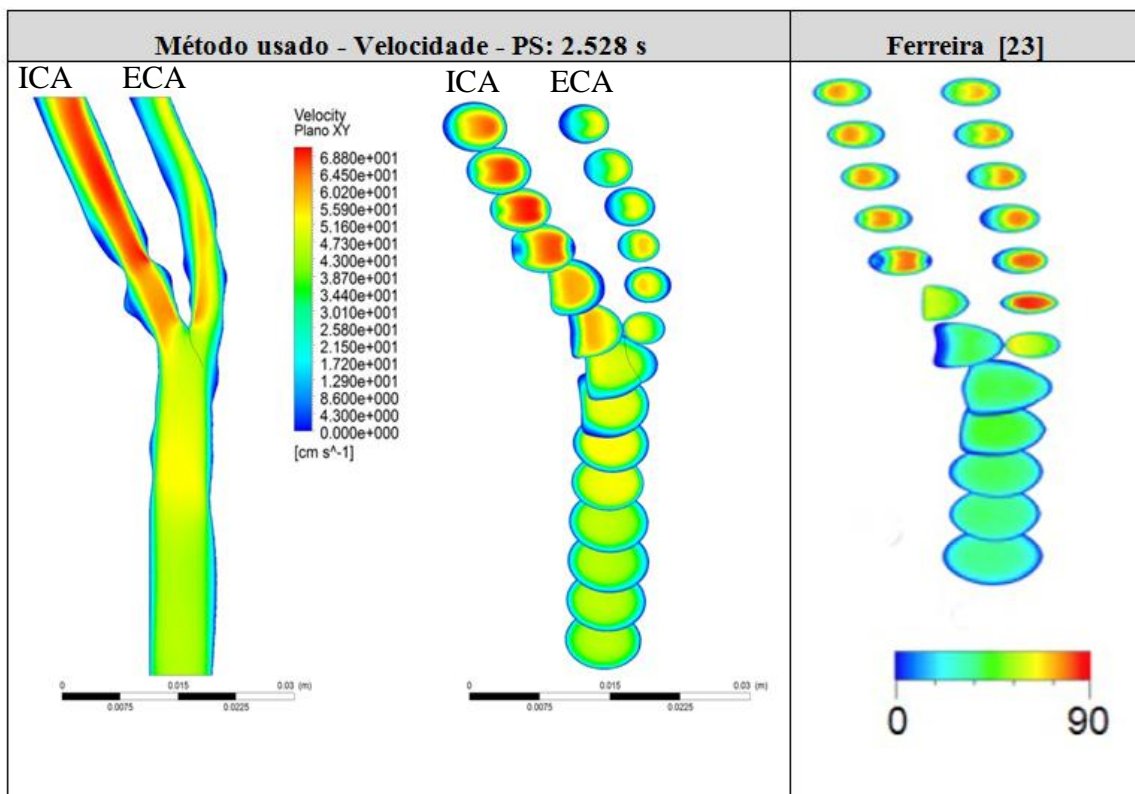 Método usado - Velocidade - PS: 2.528 s
Ferreira [23]
ICA ECA
ICA ECA
Velocity
Plano XY
6.880e+001
6.450e+001
6.020e+001
5.590e+001
5.160e+001
4.730e+001
4.300e+001
3.870e+001
3.440e+001
3.010e+001
2.580e+001
2.150e+001
1.720e+001
1.290e+001
8.600e+000
4.300e+000
0.000e+000
[cm s^-1]
0 0.015 0.03 (m)
0.0075 0.0225
0 0.015 0.03 (m)
0.0075 0.0225
0 90